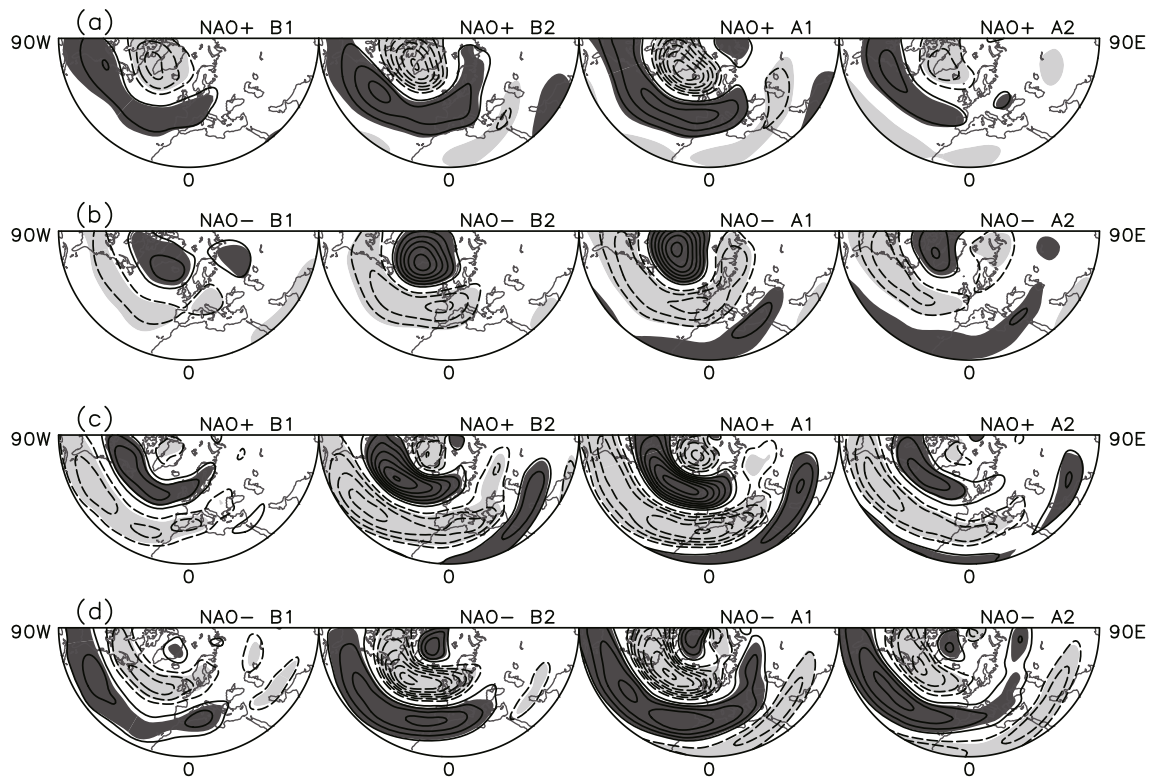 (a) NAO+ B1 NAO+ B2 NAO+ A1 NAO+ A2
90W 90E
0 0 0 0
(b) NAO− B1 NAO− B2 NAO− A1 NAO− A2
90W 90E
0 0 0 0
(c) NAO+ B1 NAO+ B2 NAO+ A1 NAO+ A2
90W 90E
0 0 0 0
(d) NAO− B1 NAO− B2 NAO− A1 NAO− A2
90W 90E
0 0 0 0